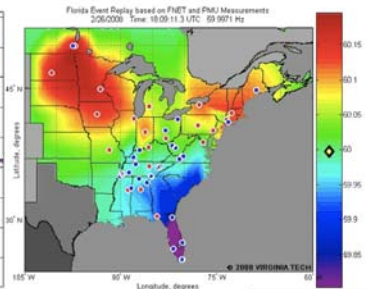 Florida Event Replay based on FNET and PMU Measurements
2/26/2008 Time: 18:09:11.3 UTC 59.9971 Hz
60.15
60.1
60.05
60
59.95
59.9
59.85
45° N
30° N
Latitude, degrees
105° W
90° W
75° W
60°
Longitude, degrees
© 2008 VIRGINIA TECH